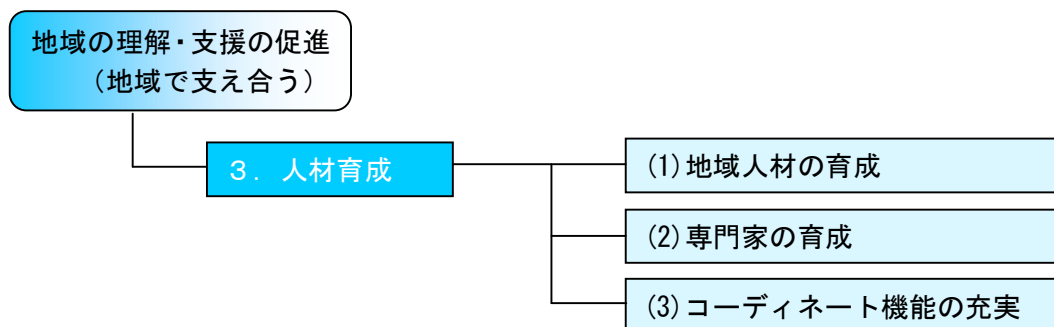 地域の理解・支援の促進
（地域で支え合う）
３．人材育成
(1)地域人材の育成
(2)専門家の育成
(3)コーディネート機能の充実